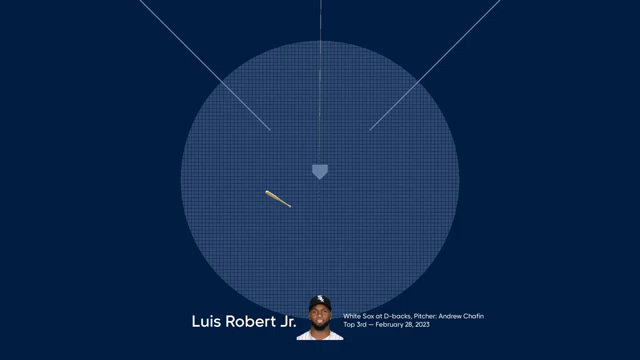 Luis Robert Jr.
White Sox at D-backs, Pitcher: Andrew Chafin
Top 3rd — February 28, 2023